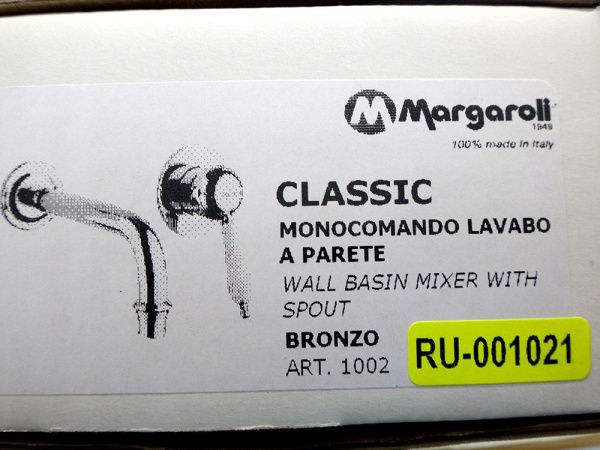 Margaroli
1949
100% made in Italy
CLASSIC
MONOCOMANDO LAVABO
A PARETE
WALL BASIN MIXER WITH
SPOUT
BRONZO
ART. 1002
RU-001021